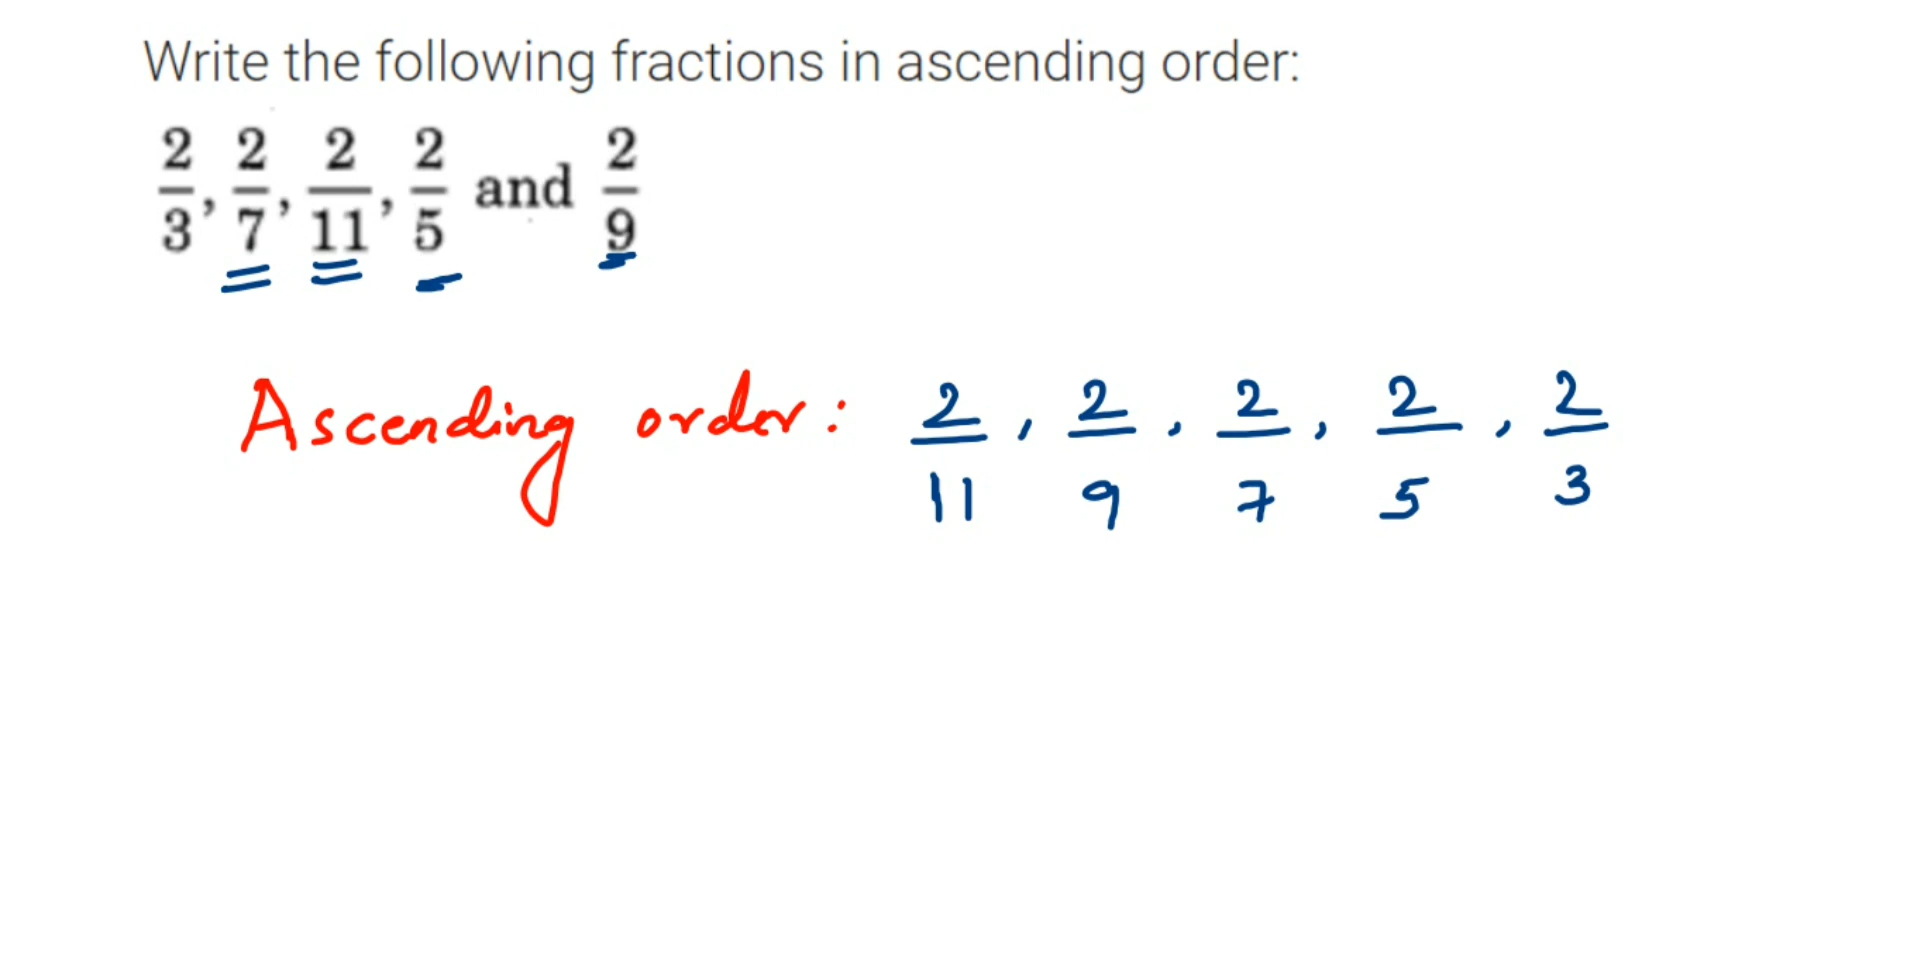 Write the following fractions in ascending order:
2/3, 2/7, 2/11, 2/5 and 2/9
Ascending order: 2/11, 2/9, 2/7, 2/5, 2/3